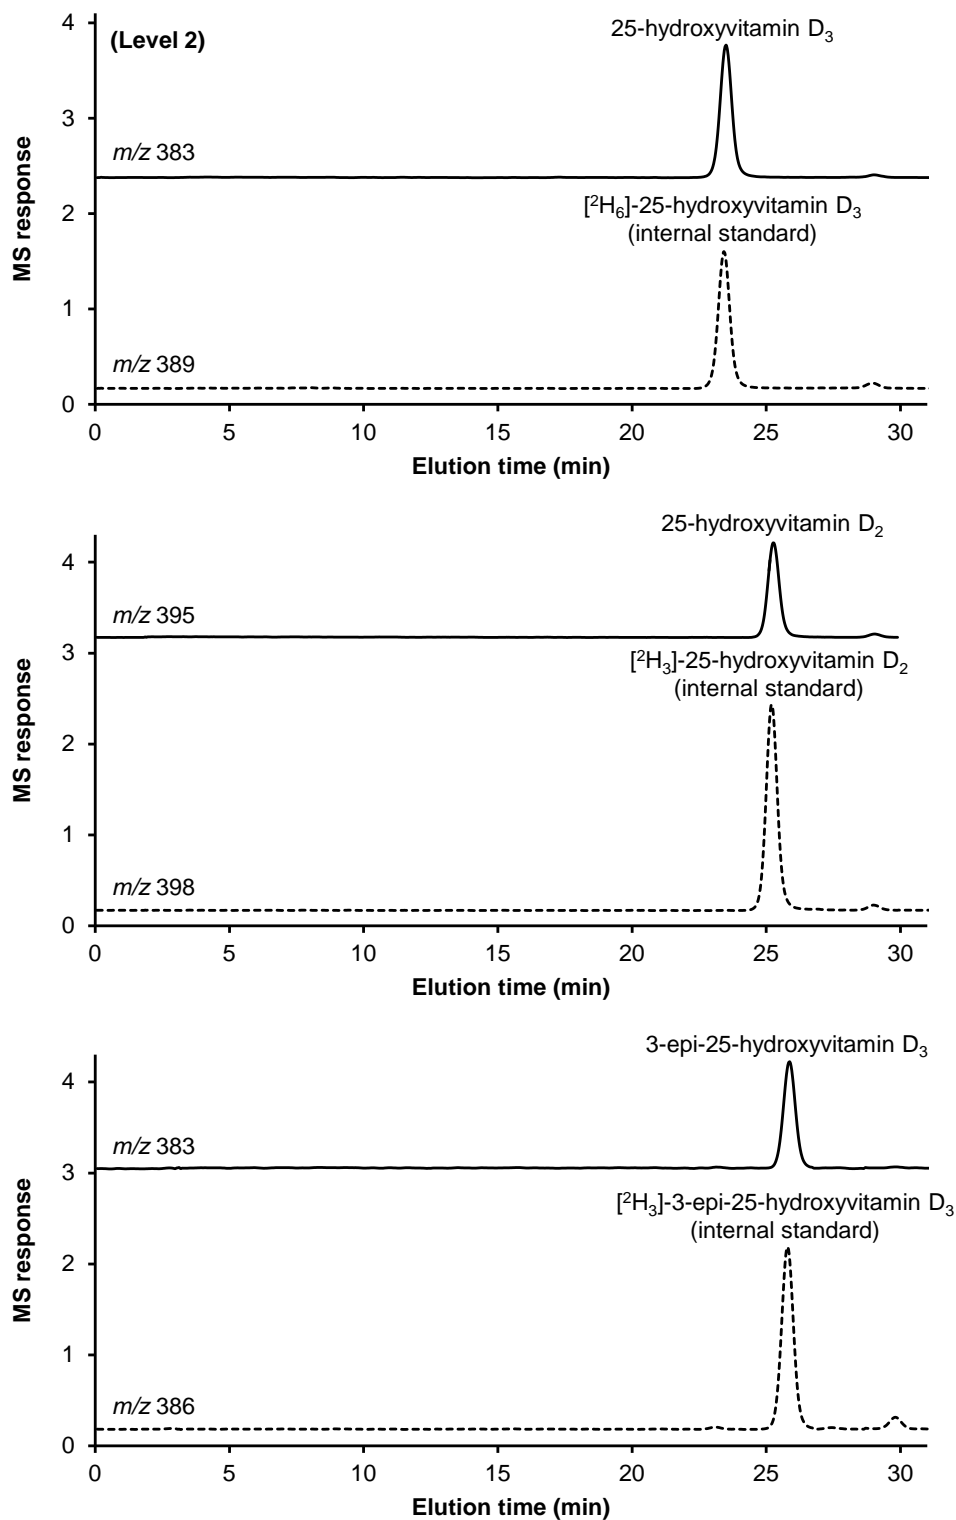 (Level 2)
25-hydroxyvitamin D₃
m/z 383
[²H₆]-25-hydroxyvitamin D₃
(internal standard)
m/z 389
MS response
4
3
2
1
0
0 5 10 15 20 25 30
Elution time (min)
25-hydroxyvitamin D₂
m/z 395
[²H₃]-25-hydroxyvitamin D₂
(internal standard)
m/z 398
MS response
4
3
2
1
0
0 5 10 15 20 25 30
Elution time (min)
3-epi-25-hydroxyvitamin D₃
m/z 383
[²H₃]-3-epi-25-hydroxyvitamin D₃
(internal standard)
m/z 386
MS response
4
3
2
1
0
0 5 10 15 20 25 30
Elution time (min)